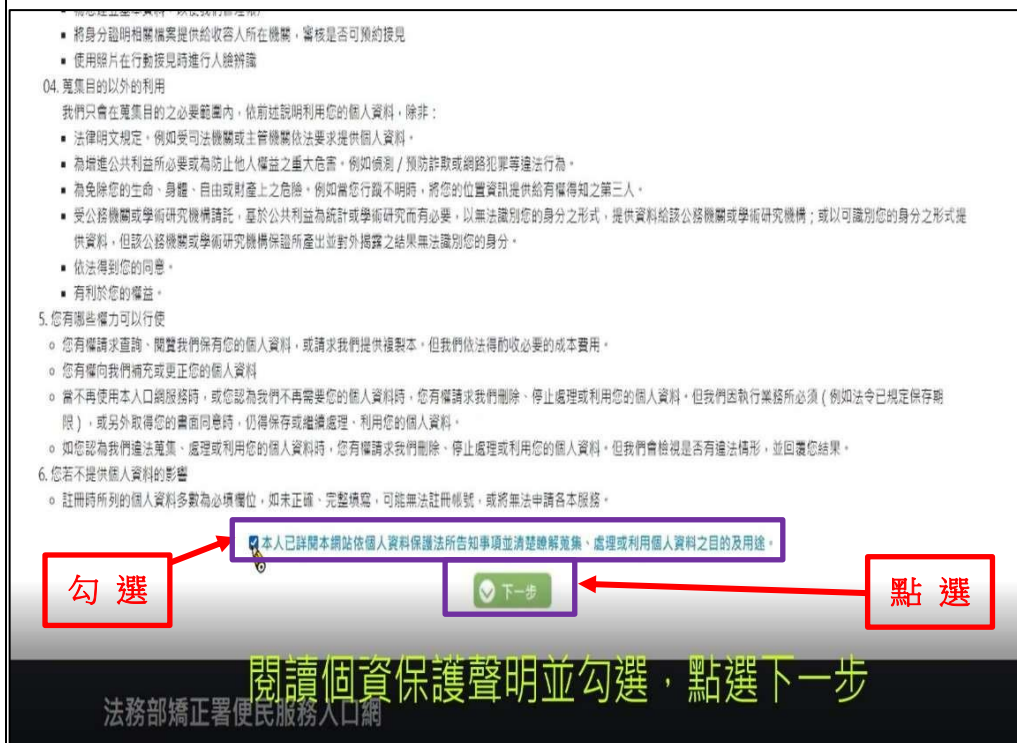 ▪ 將身分證明相關檔案提供給收容人所在機關，審核是否可預約接見
▪ 使用照片在行動接見時進行人臉辨識
04. 蒐集目的以外的利用
我們只會在蒐集目的之必要範圍內，依前述說明利用您的個人資料，除非：
▪ 法律明文規定。例如受司法機關或主管機關依法要求提供個人資料。
▪ 為增進公共利益所必要或為防止他人權益之重大危害。例如偵測 / 預防詐欺或網路犯罪等違法行為。
▪ 為免除您的生命、身體、自由或財產上之危險。例如當您行蹤不明時，將您的位置資訊提供給有權得知之第三人。
▪ 受公務機關或學術研究機構請託，基於公共利益為統計或學術研究而有必要，以無法識別您的身分之形式，提供資料給該公務機關或學術研究機構；或以可識別您的身分之形式提
供資料，但該公務機關或學術研究機構保證所產出並對外揭露之結果無法識別您的身分。
▪ 依法得到您的同意。
▪ 有利於您的權益。
5. 您有哪些權力可以行使
○ 您有權請求查詢、閱覽我們保有您的個人資料，或請求我們提供複製本。但我們依法得酌收必要的成本費用。
○ 您有權向我們補充或更正您的個人資料
○ 當不再使用本入口網服務時，或您認為我們不再需要您的個人資料時，您有權請求我們刪除、停止處理或利用您的個人資料。但我們因執行業務所必須 ( 例如法令已規定保存期
限 )，或另外取得您的書面同意時，仍得保存或繼續處理、利用您的個人資料。
○ 如您認為我們違法蒐集、處理或利用您的個人資料時，您有權請求我們刪除、停止處理或利用您的個人資料。但我們會檢視是否有違法情形，並回覆您結果。
6. 您若不提供個人資料的影響
○ 註冊時所列的個人資料多數為必填欄位，如未正確、完整填寫，可能無法註冊帳號，或將無法申請各本服務。
本人已詳閱本網站依個人資料保護法所告知事項並清楚瞭解蒐集、處理或利用個人資料之目的及用途。
勾 選
下一步
點 選
閱讀個資保護聲明並勾選，點選下一步
法務部矯正署便民服務入口網